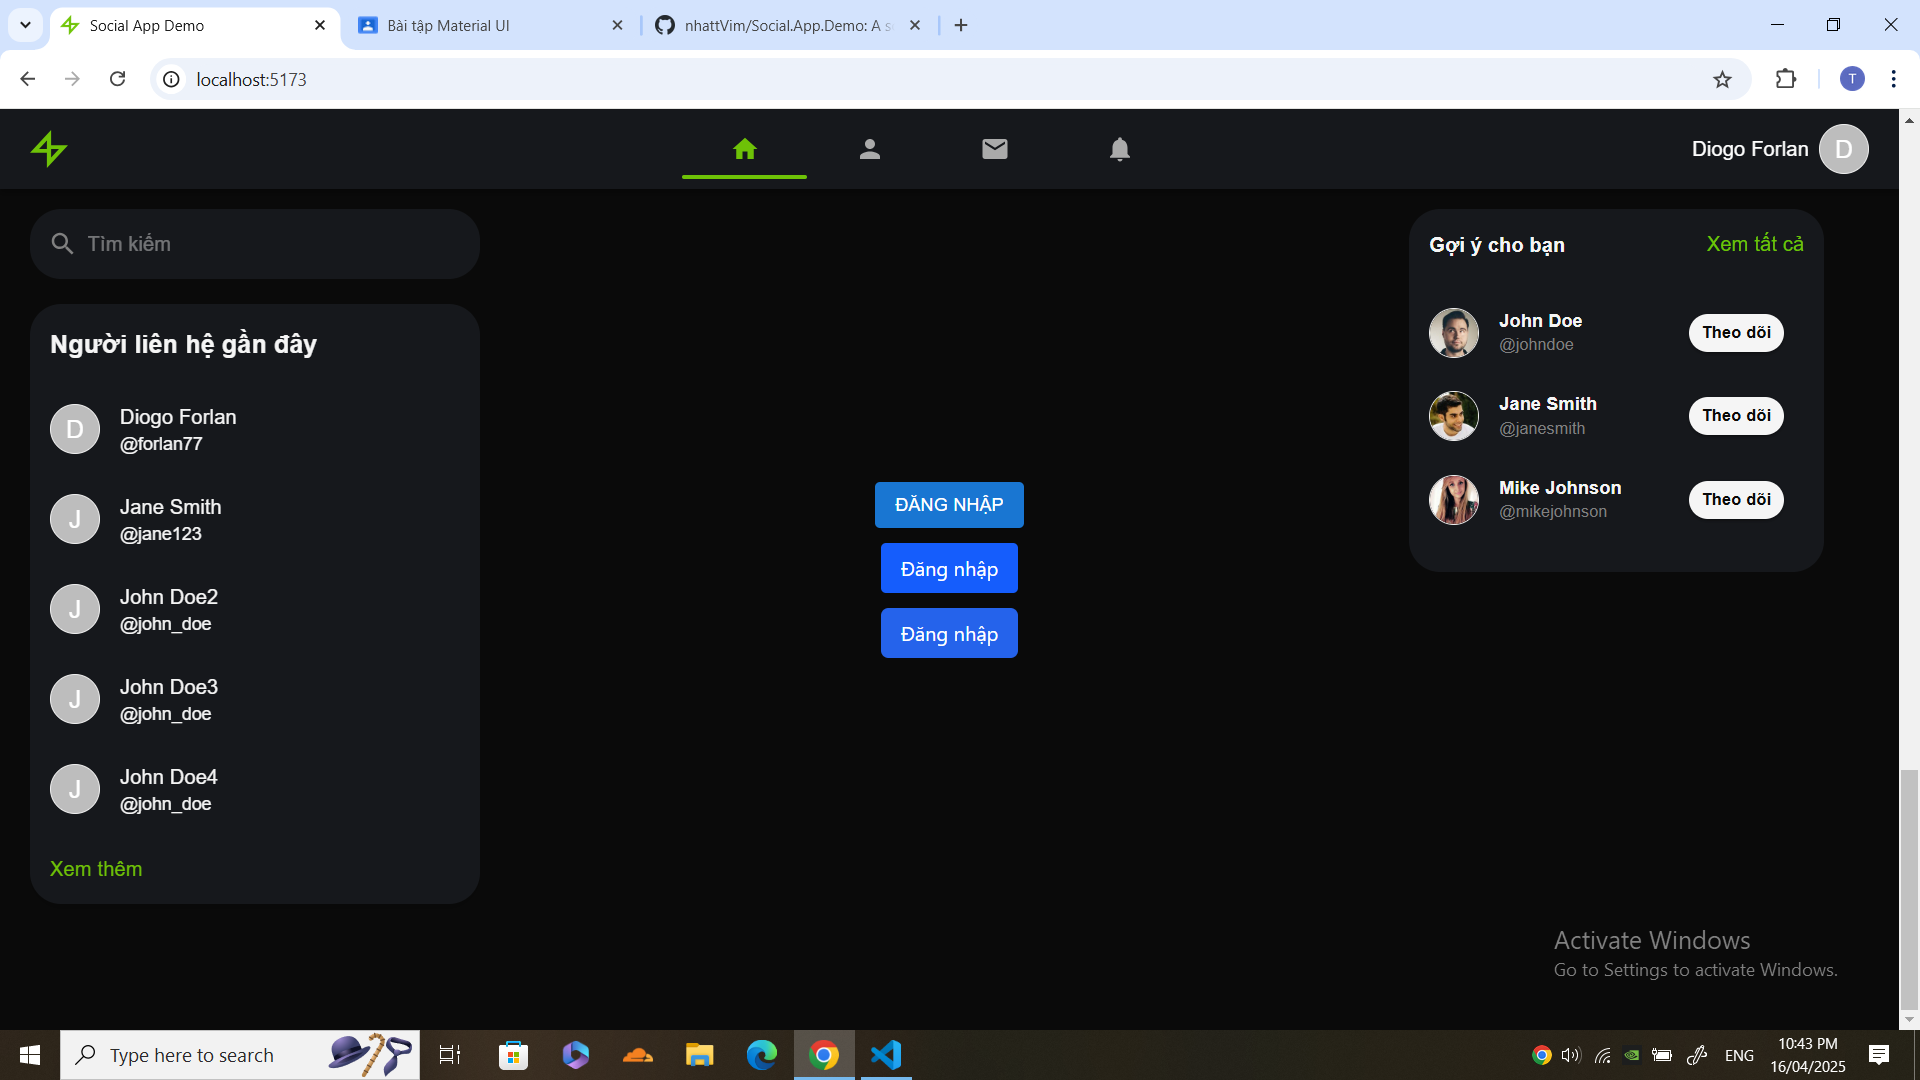 Social App Demo
Bài tập Material UI
nhattVim/Social.App.Demo: A s
localhost:5173
T
Diogo Forlan
D
Tìm kiếm
Người liên hệ gần đây
D
Diogo Forlan
@forlan77
J
Jane Smith
@jane123
J
John Doe2
@john_doe
J
John Doe3
@john_doe
J
John Doe4
@john_doe
Xem thêm
ĐĂNG NHẬP
Đăng nhập
Đăng nhập
Gợi ý cho bạn
Xem tất cả
John Doe
@johndoe
Theo dõi
Jane Smith
@janesmith
Theo dõi
Mike Johnson
@mikejohnson
Theo dõi
Activate Windows
Go to Settings to activate Windows.
Type here to search
ENG
10:43 PM
16/04/2025